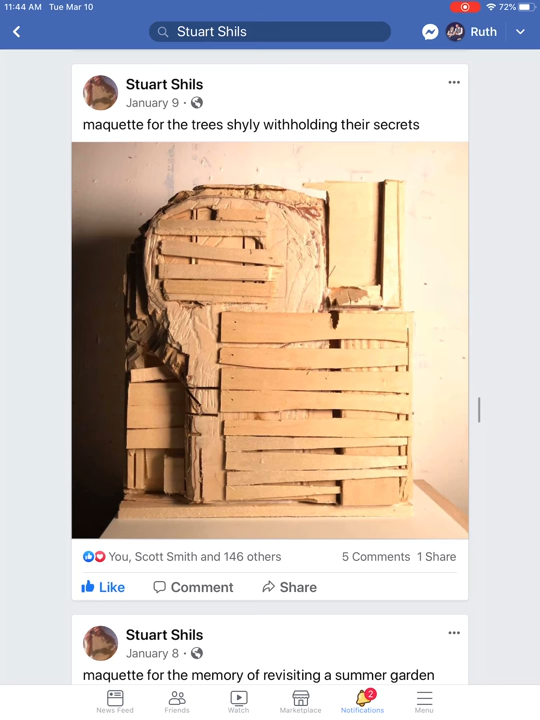 11:44 AM Tue Mar 10
72%
Stuart Shils
Ruth
Stuart Shils
January 9 ·
maquette for the trees shyly withholding their secrets
You, Scott Smith and 146 others
5 Comments 1 Share
Like
Comment
Share
Stuart Shils
January 8 ·
maquette for the memory of revisiting a summer garden
2
News Feed
Friends
Watch
Marketplace
Notifications
Menu